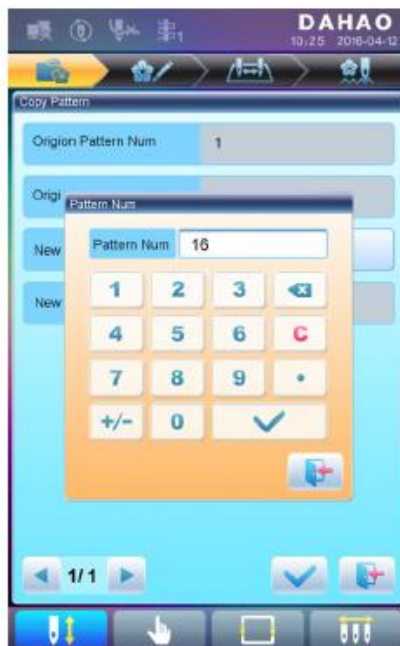 DAHAO
1
10:25 2016-04-12
Copy Pattern
Origion Pattern Num 1
Origi
Pattern Num
New
Pattern Num 16
New
1 2 3
4 5 6 C
7 8 9 •
+/- 0
1/1